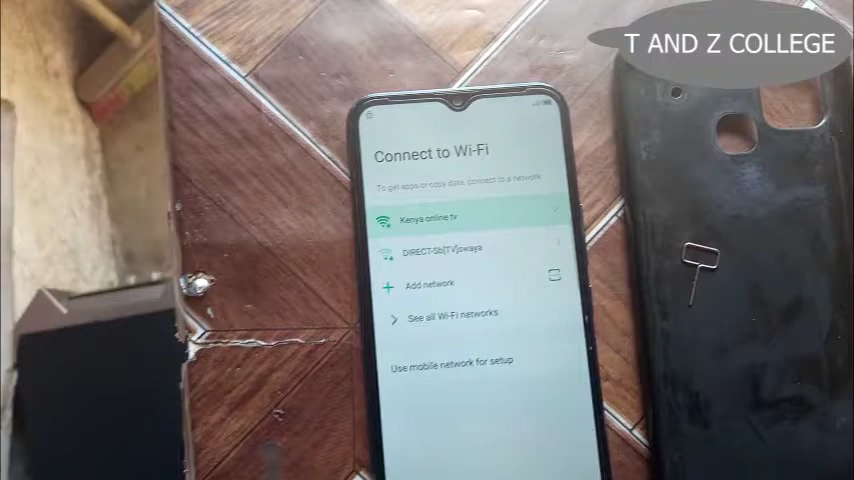 T AND Z COLLEGE
Connect to Wi-Fi
To get apps or copy data, connect to a network
Kenya online tv
DIRECT-Sb[TV]swaya
Add network
See all Wi-Fi networks
Use mobile network for setup